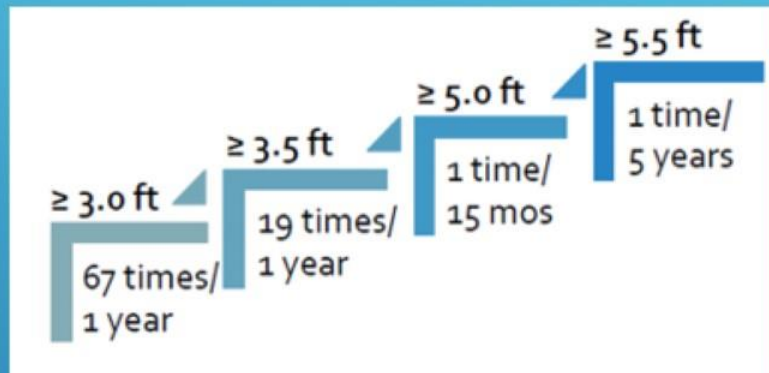 ≥ 3.0 ft
67 times/
1 year
≥ 3.5 ft
19 times/
1 year
≥ 5.0 ft
1 time/
15 mos
≥ 5.5 ft
1 time/
5 years